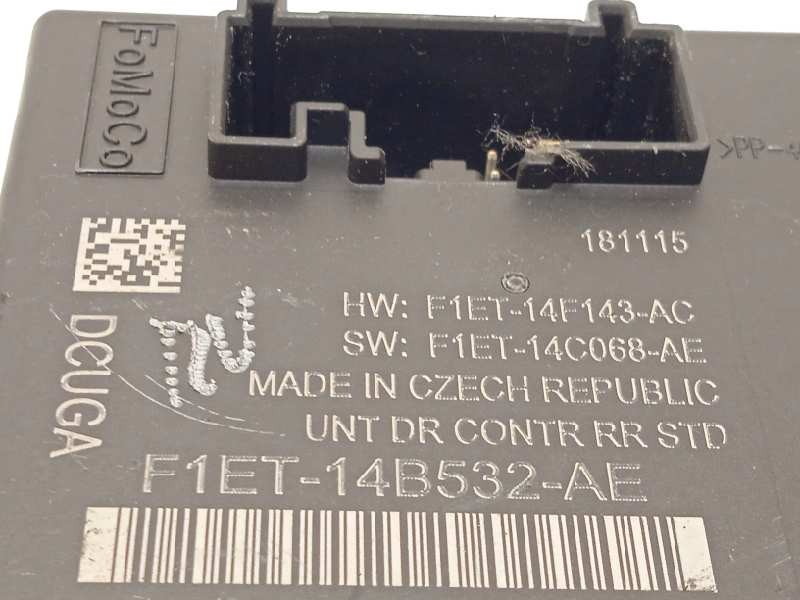 FoMoCo
>PP-
181115
HW: F1ET-14F143-AC
SW: F1ET-14C068-AE
MADE IN CZECH REPUBLIC
UNT DR CONTR RR STD
DCUGA
F1ET-14B532-AE